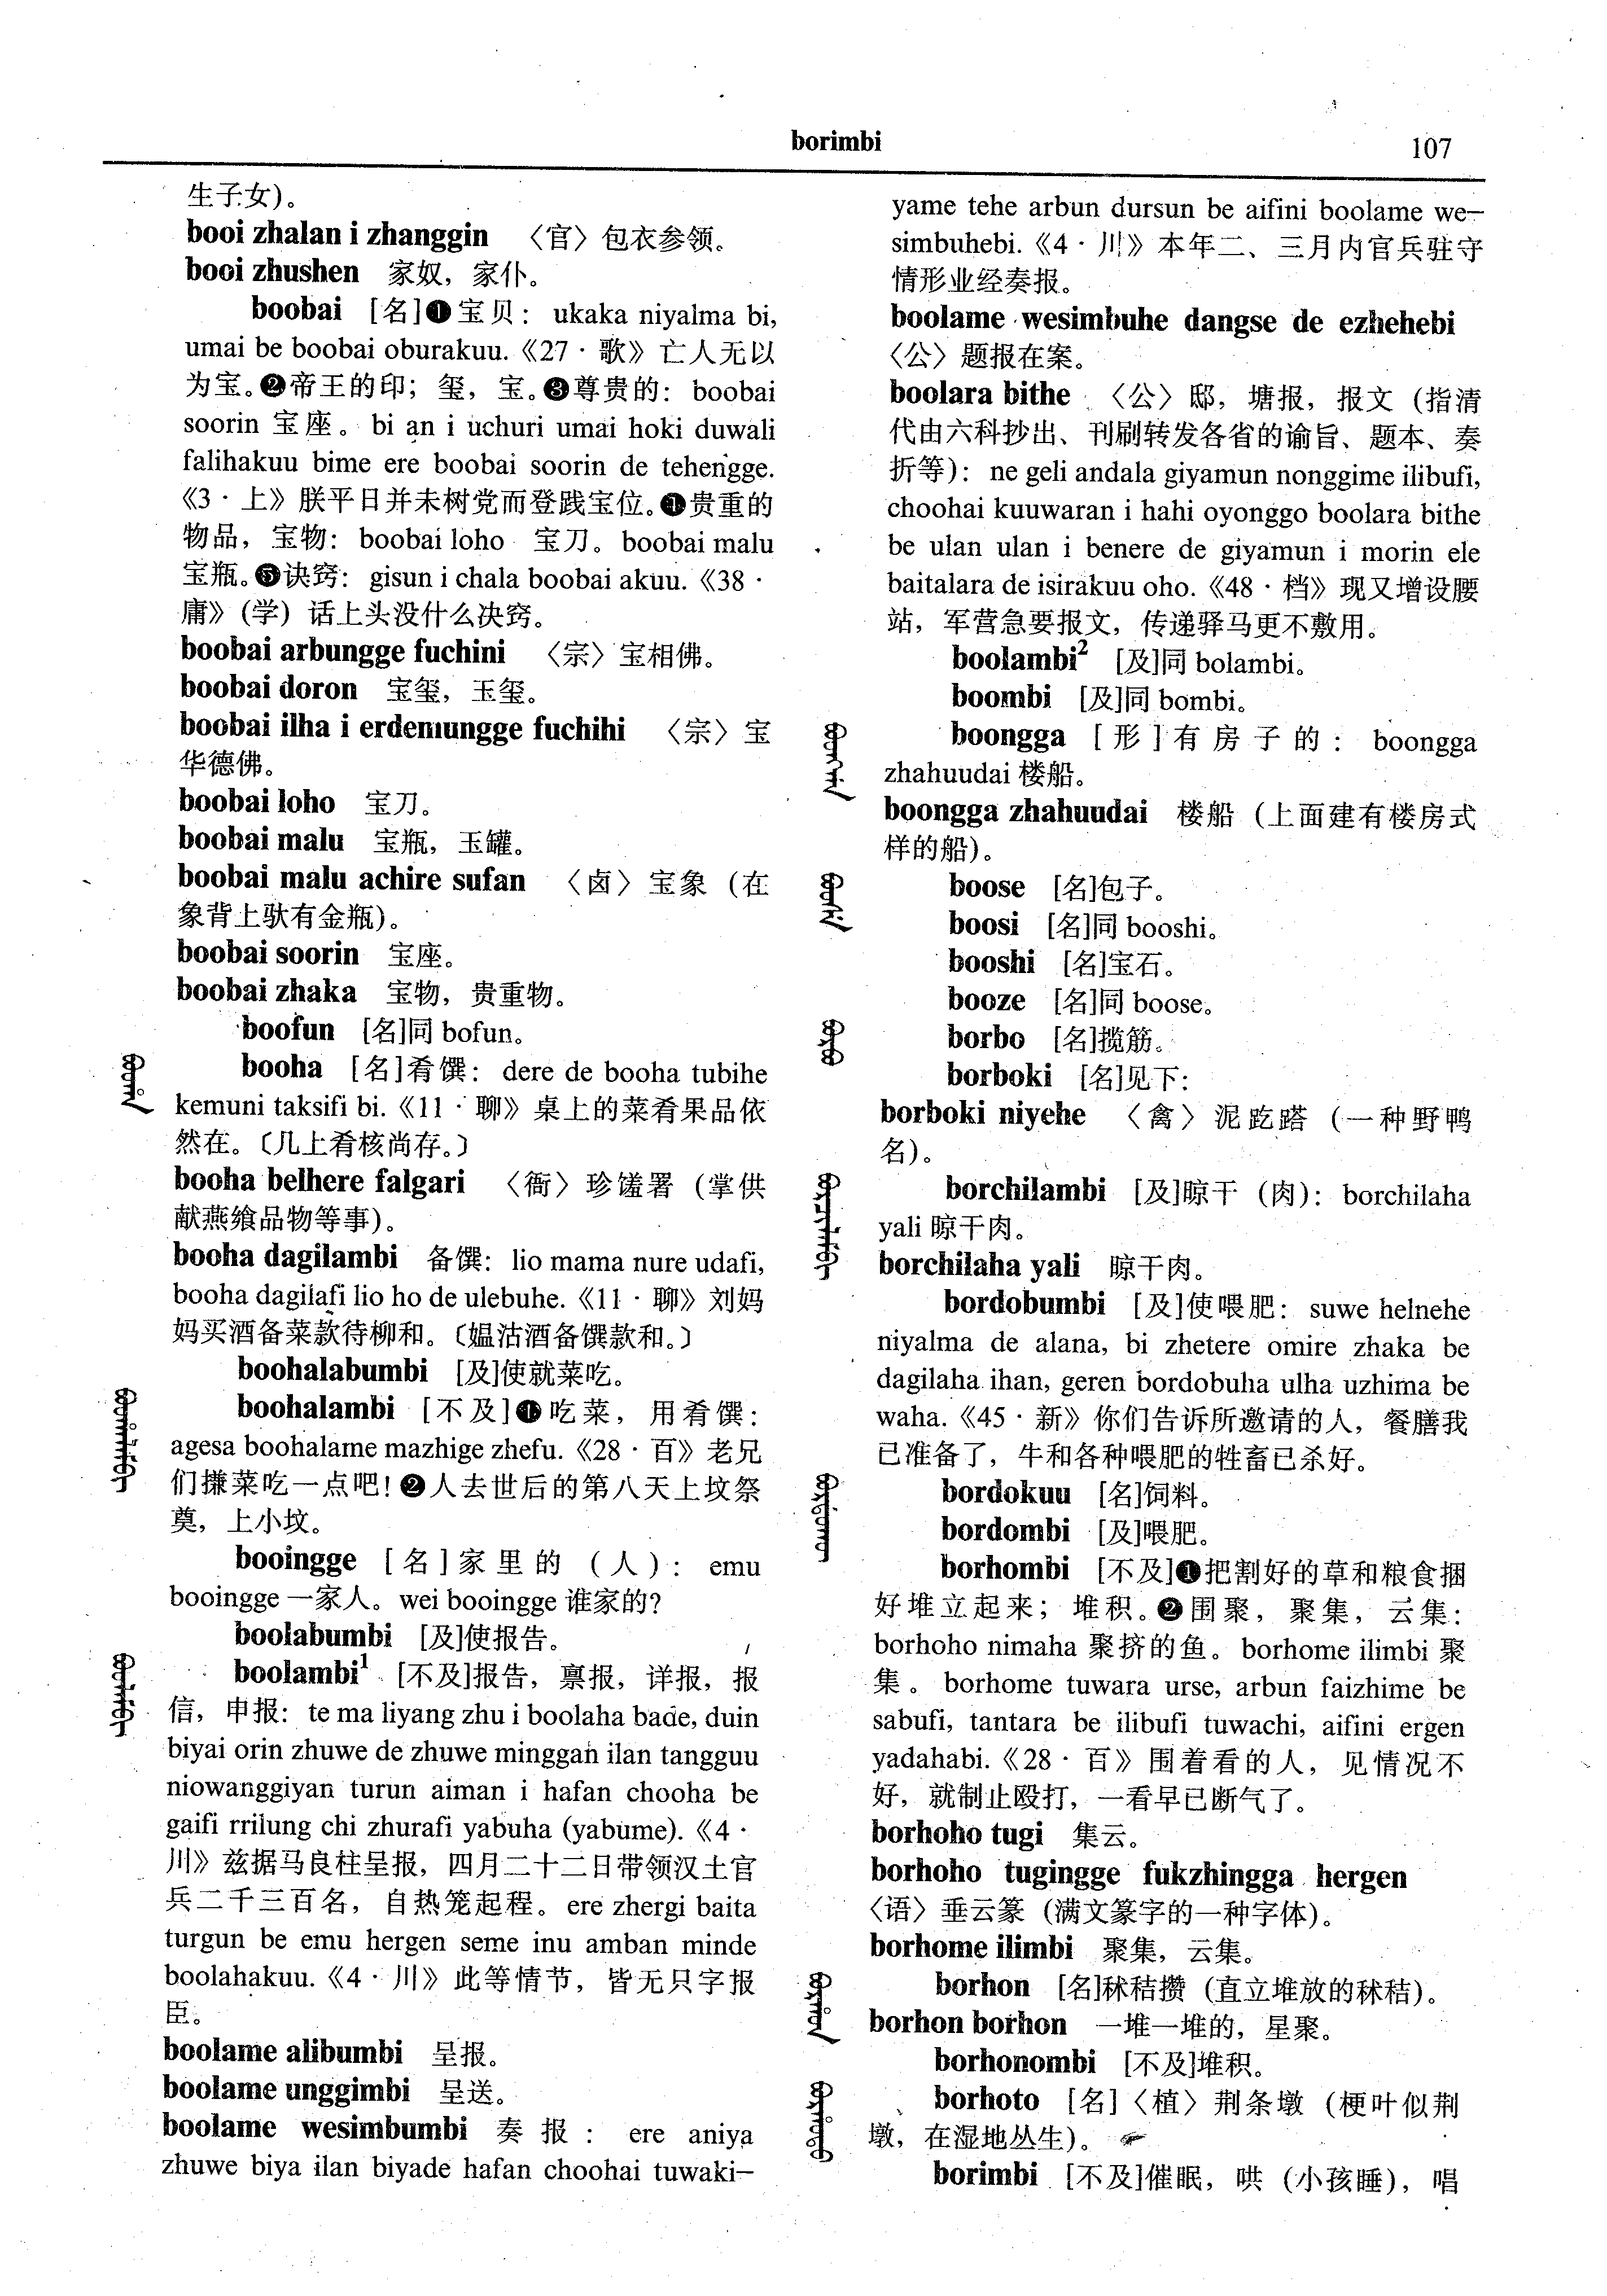 borimbi
107
生子女)。
booi zhalan i zhanggin 〈官〉包衣参领。
booi zhushen 家奴，家仆。
boobai [名]❶宝贝：ukaka niyalma bi,
umai be boobai oburakuu.《27·歌》亡人无以
为宝。❷帝王的印；玺，宝。❸尊贵的：boobai
soorin 宝座。bi an i uchuri umai hoki duwali
falihakuu bime ere boobai soorin de tehengge.
《3·上》朕平日并未树党而登践宝位。❹贵重的
物品，宝物：boobai loho 宝刀。boobai malu
宝瓶。❺诀窍：gisun i chala boobai akuu.《38·
庸》(学) 话上头没什么决窍。
boobai arbungge fuchini 〈宗〉宝相佛。
boobai doron 宝玺，玉玺。
boobai ilha i erdemungge fuchihi 〈宗〉宝
华德佛。
boobai loho 宝刀。
boobai malu 宝瓶，玉罐。
boobai malu achire sufan 〈卤〉宝象 (在
象背上驮有金瓶)。
boobai soorin 宝座。
boobai zhaka 宝物，贵重物。
boofun [名]同 bofun。
booha [名]肴馔：dere de booha tubihe
kemuni taksifi bi.《11·聊》桌上的菜肴果品依
然在。〔几上肴核尚存。〕
booha belhere falgari 〈衙〉珍馐署 (掌供
献燕飨品物等事)。
booha dagilambi 备馔：lio mama nure udafi,
booha dagilafi lio ho de ulebuhe.《11·聊》刘妈
妈买酒备菜款待柳和。〔媪沽酒备馔款和。〕
boohalabumbi [及]使就菜吃。
boohalambi [不及]❶吃菜，用肴馔：
agesa boohalame mazhige zhefu.《28·百》老兄
们搛菜吃一点吧！❷人去世后的第八天上坟祭
奠，上小坟。
booingge [名]家里的 (人)：emu
booingge 一家人。wei booingge 谁家的?
boolabumbi [及]使报告。
boolambi¹ [不及]报告，禀报，详报，报
信，申报：te ma liyang zhu i boolaha bade, duin
biyai orin zhuwe de zhuwe minggan ilan tangguu
niowanggiyan turun aiman i hafan chooha be
gaifi rrilung chi zhurafi yabuha (yabume).《4·
川》兹据马良柱呈报，四月二十二日带领汉土官
兵二千三百名，自热笼起程。ere zhergi baita
turgun be emu hergen seme inu amban minde
boolahakuu.《4·川》此等情节，皆无只字报
臣。
boolame alibumbi 呈报。
boolame unggimbi 呈送。
boolame wesimbumbi 奏报：ere aniya
zhuwe biya ilan biyade hafan choohai tuwaki-
yame tehe arbun dursun be aifini boolame we-
simbuhebi.《4·川》本年二、三月内官兵驻守
情形业经奏报。
boolame wesimbuhe dangse de ezhehebi
〈公〉题报在案。
boolara bithe 〈公〉邸，塘报，报文 (指清
代由六科抄出、刊刷转发各省的谕旨、题本、奏
折等)：ne geli andala giyamun nonggime ilibufi,
choohai kuuwaran i hahi oyonggo boolara bithe
be ulan ulan i benere de giyamun i morin ele
baitalara de isirakuu oho.《48·档》现又增设腰
站，军营急要报文，传递驿马更不敷用。
boolambi² [及]同 bolambi。
boombi [及]同 bombi。
boongga [形]有房子的：boongga
zhahuudai 楼船。
boongga zhahuudai 楼船 (上面建有楼房式
样的船)。
boose [名]包子。
boosi [名]同 booshi。
booshi [名]宝石。
booze [名]同 boose。
borbo [名]揽筋。
borboki [名]见下：
borboki niyehe 〈禽〉泥趷蹃 (一种野鸭
名)。
borchilambi [及]晾干 (肉)：borchilaha
yali 晾干肉。
borchilaha yali 晾干肉。
bordobumbi [及]使喂肥：suwe helnehe
niyalma de alana, bi zhetere omire zhaka be
dagilaha ihan, geren bordobuha ulha uzhima be
waha.《45·新》你们告诉所邀请的人，餐膳我
已准备了，牛和各种喂肥的牲畜已杀好。
bordokuu [名]饲料。
bordombi [及]喂肥。
borhombi [不及]❶把割好的草和粮食捆
好堆立起来；堆积。❷围聚，聚集，云集：
borhoho nimaha 聚挤的鱼。borhome ilimbi 聚
集。borhome tuwara urse, arbun faizhime be
sabufi, tantara be ilibufi tuwachi, aifini ergen
yadahabi.《28·百》围着看的人，见情况不
好，就制止殴打，一看早已断气了。
borhoho tugi 集云。
borhoho tugingge fukzhingga hergen
〈语〉垂云篆 (满文篆字的一种字体)。
borhome ilimbi 聚集，云集。
borhon [名]秫秸攒 (直立堆放的秫秸)。
borhon borhon 一堆一堆的，星聚。
borhonombi [不及]堆积。
borhoto [名]〈植〉荆条墩 (梗叶似荆
墩，在湿地丛生)。
borimbi [不及]催眠，哄 (小孩睡)，唱